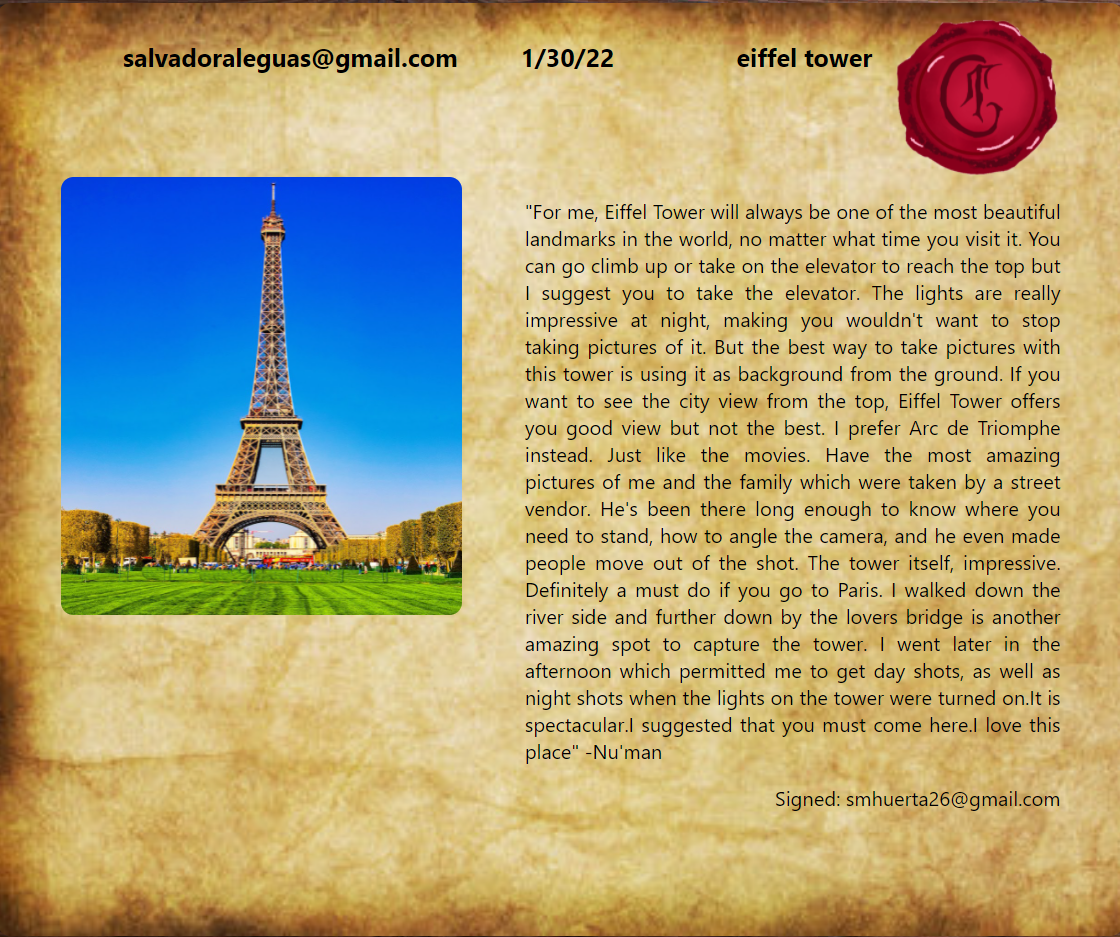 salvadoraleguas@gmail.com 1/30/22 eiffel tower
"For me, Eiffel Tower will always be one of the most beautiful
landmarks in the world, no matter what time you visit it. You
can go climb up or take on the elevator to reach the top but
I suggest you to take the elevator. The lights are really
impressive at night, making you wouldn't want to stop
taking pictures of it. But the best way to take pictures with
this tower is using it as background from the ground. If you
want to see the city view from the top, Eiffel Tower offers
you good view but not the best. I prefer Arc de Triomphe
instead. Just like the movies. Have the most amazing
pictures of me and the family which were taken by a street
vendor. He's been there long enough to know where you
need to stand, how to angle the camera, and he even made
people move out of the shot. The tower itself, impressive.
Definitely a must do if you go to Paris. I walked down the
river side and further down by the lovers bridge is another
amazing spot to capture the tower. I went later in the
afternoon which permitted me to get day shots, as well as
night shots when the lights on the tower were turned on.It is
spectacular.I suggested that you must come here.I love this
place" -Nu'man
Signed: smhuerta26@gmail.com